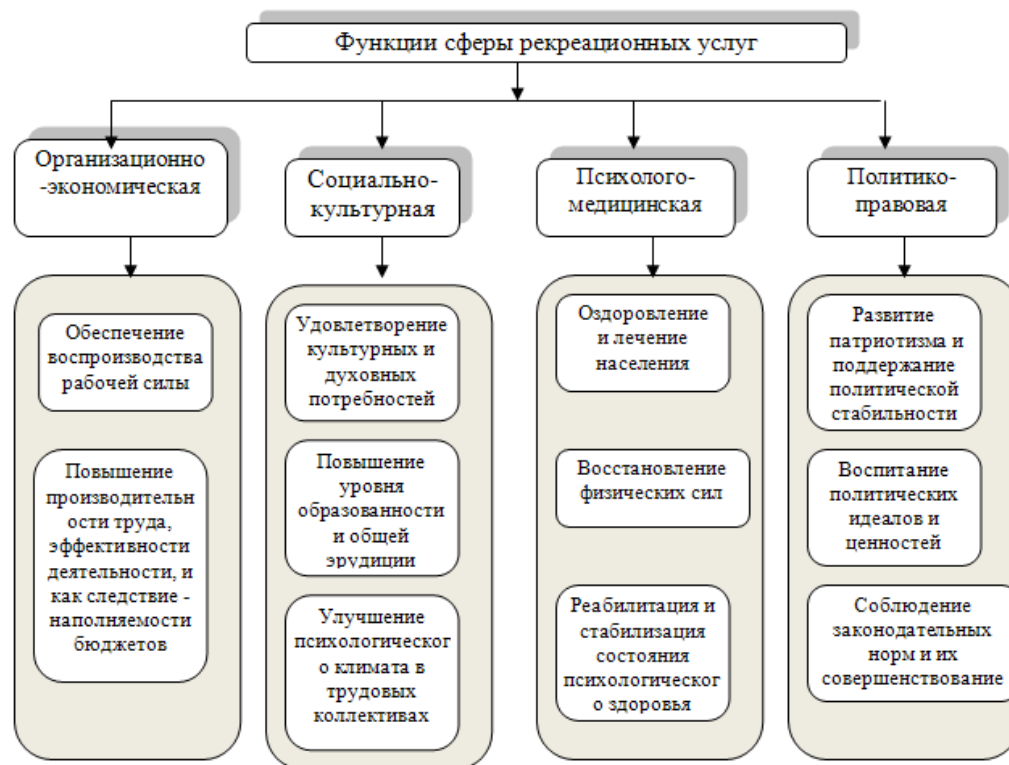 Функции сферы рекреационных услуг
Организационно
-экономическая
Социально-
культурная
Психолого-
медицинская
Политико-
правовая
Обеспечение
воспроизводства
рабочей силы
Повышение
производительн
ости труда,
эффективности
деятельности, и
как следствие -
наполняемости
бюджетов
Удовлетворение
культурных и
духовных
потребностей
Повышение
уровня
образованности
и общей
эрудиции
Улучшение
психологическог
о климата в
трудовых
коллективах
Оздоровление
и лечение
населения
Восстановление
физических сил
Реабилитация и
стабилизация
состояния
психологическог
о здоровья
Развитие
патриотизма и
поддержание
политической
стабильности
Воспитание
политических
идеалов и
ценностей
Соблюдение
законодательных
норм и их
совершенствование